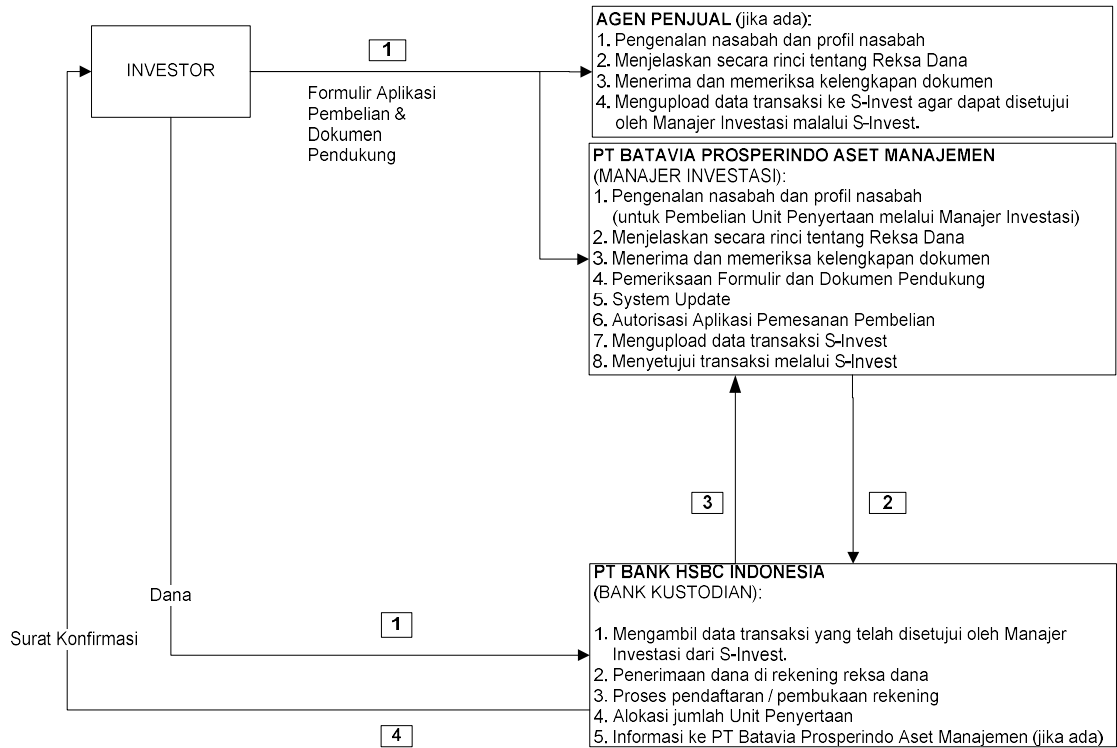 INVESTOR
1
Formulir Aplikasi
Pembelian &
Dokumen
Pendukung
AGEN PENJUAL (jika ada):
1. Pengenalan nasabah dan profil nasabah
2. Menjelaskan secara rinci tentang Reksa Dana
3. Menerima dan memeriksa kelengkapan dokumen
4. Mengupload data transaksi ke S-Invest agar dapat disetujui
oleh Manajer Investasi malalui S-Invest.
PT BATAVIA PROSPERINDO ASET MANAJEMEN
(MANAJER INVESTASI):
1. Pengenalan nasabah dan profil nasabah
(untuk Pembelian Unit Penyertaan melalui Manajer Investasi)
2. Menjelaskan secara rinci tentang Reksa Dana
3. Menerima dan memeriksa kelengkapan dokumen
4. Pemeriksaan Formulir dan Dokumen Pendukung
5. System Update
6. Autorisasi Aplikasi Pemesanan Pembelian
7. Mengupload data transaksi S-Invest
8. Menyetujui transaksi melalui S-Invest
3
2
Dana
Surat Konfirmasi
1
4
PT BANK HSBC INDONESIA
(BANK KUSTODIAN):
1. Mengambil data transaksi yang telah disetujui oleh Manajer
Investasi dari S-Invest.
2. Penerimaan dana di rekening reksa dana
3. Proses pendaftaran / pembukaan rekening
4. Alokasi jumlah Unit Penyertaan
5. Informasi ke PT Batavia Prosperindo Aset Manajemen (jika ada)